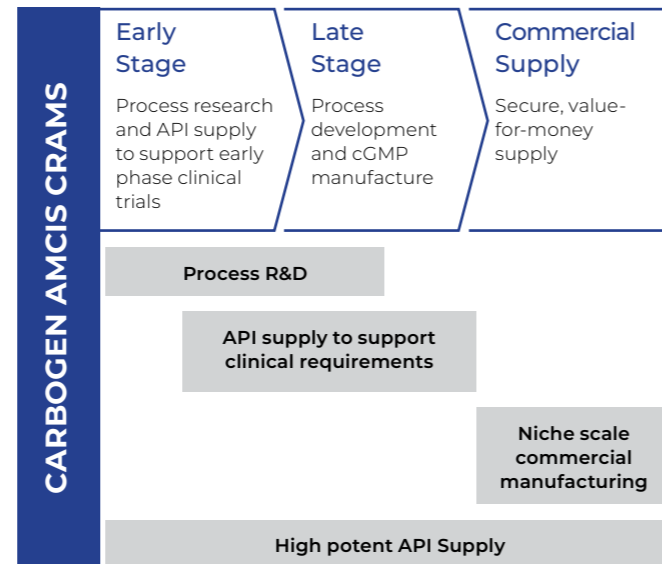 CARBOGEN AMCIS CRAMS
Early
Stage
Process research
and API supply
to support early
phase clinical
trials
Late
Stage
Process
development
and cGMP
manufacture
Commercial
Supply
Secure, value-
for-money
supply
Process R&D
API supply to support
clinical requirements
Niche scale
commercial
manufacturing
High potent API Supply